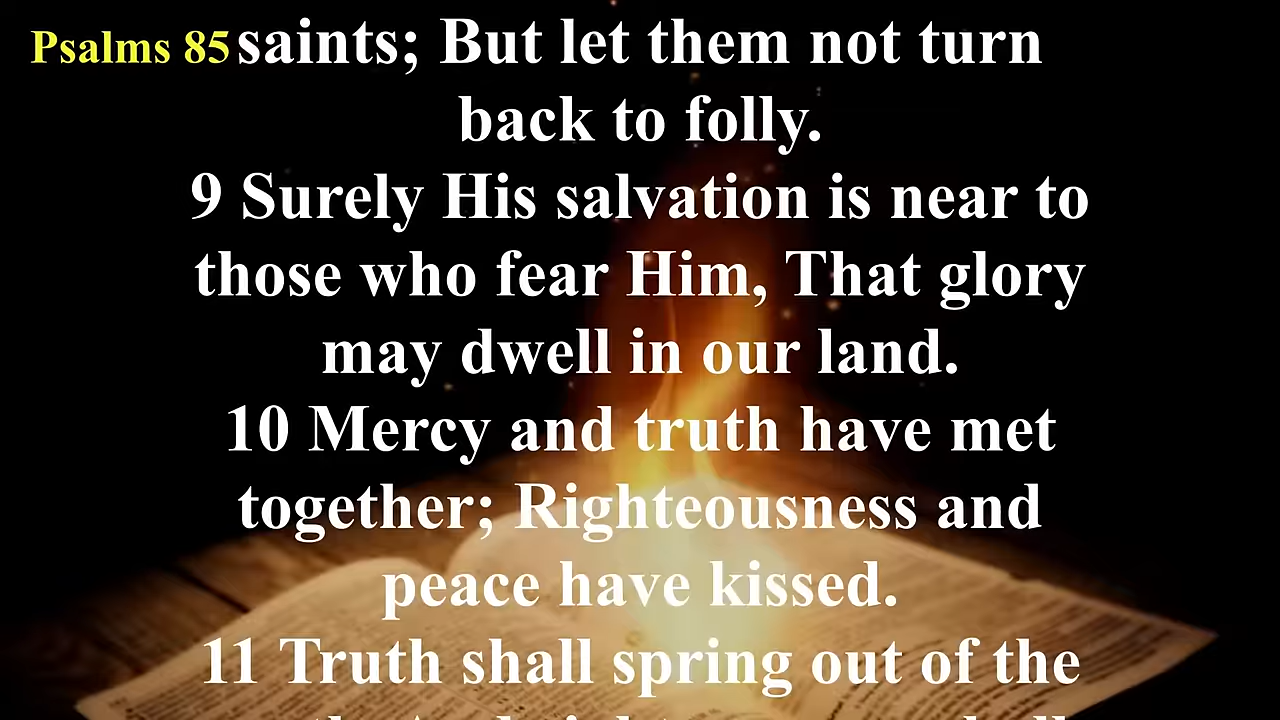 Psalms 85 saints; But let them not turn
back to folly.
9 Surely His salvation is near to
those who fear Him, That glory
may dwell in our land.
10 Mercy and truth have met
together; Righteousness and
peace have kissed.
11 Truth shall spring out of the